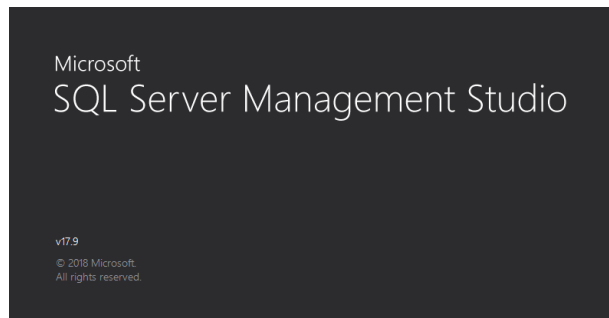 Microsoft
SQL Server Management Studio
v17.9
© 2018 Microsoft.
All rights reserved.